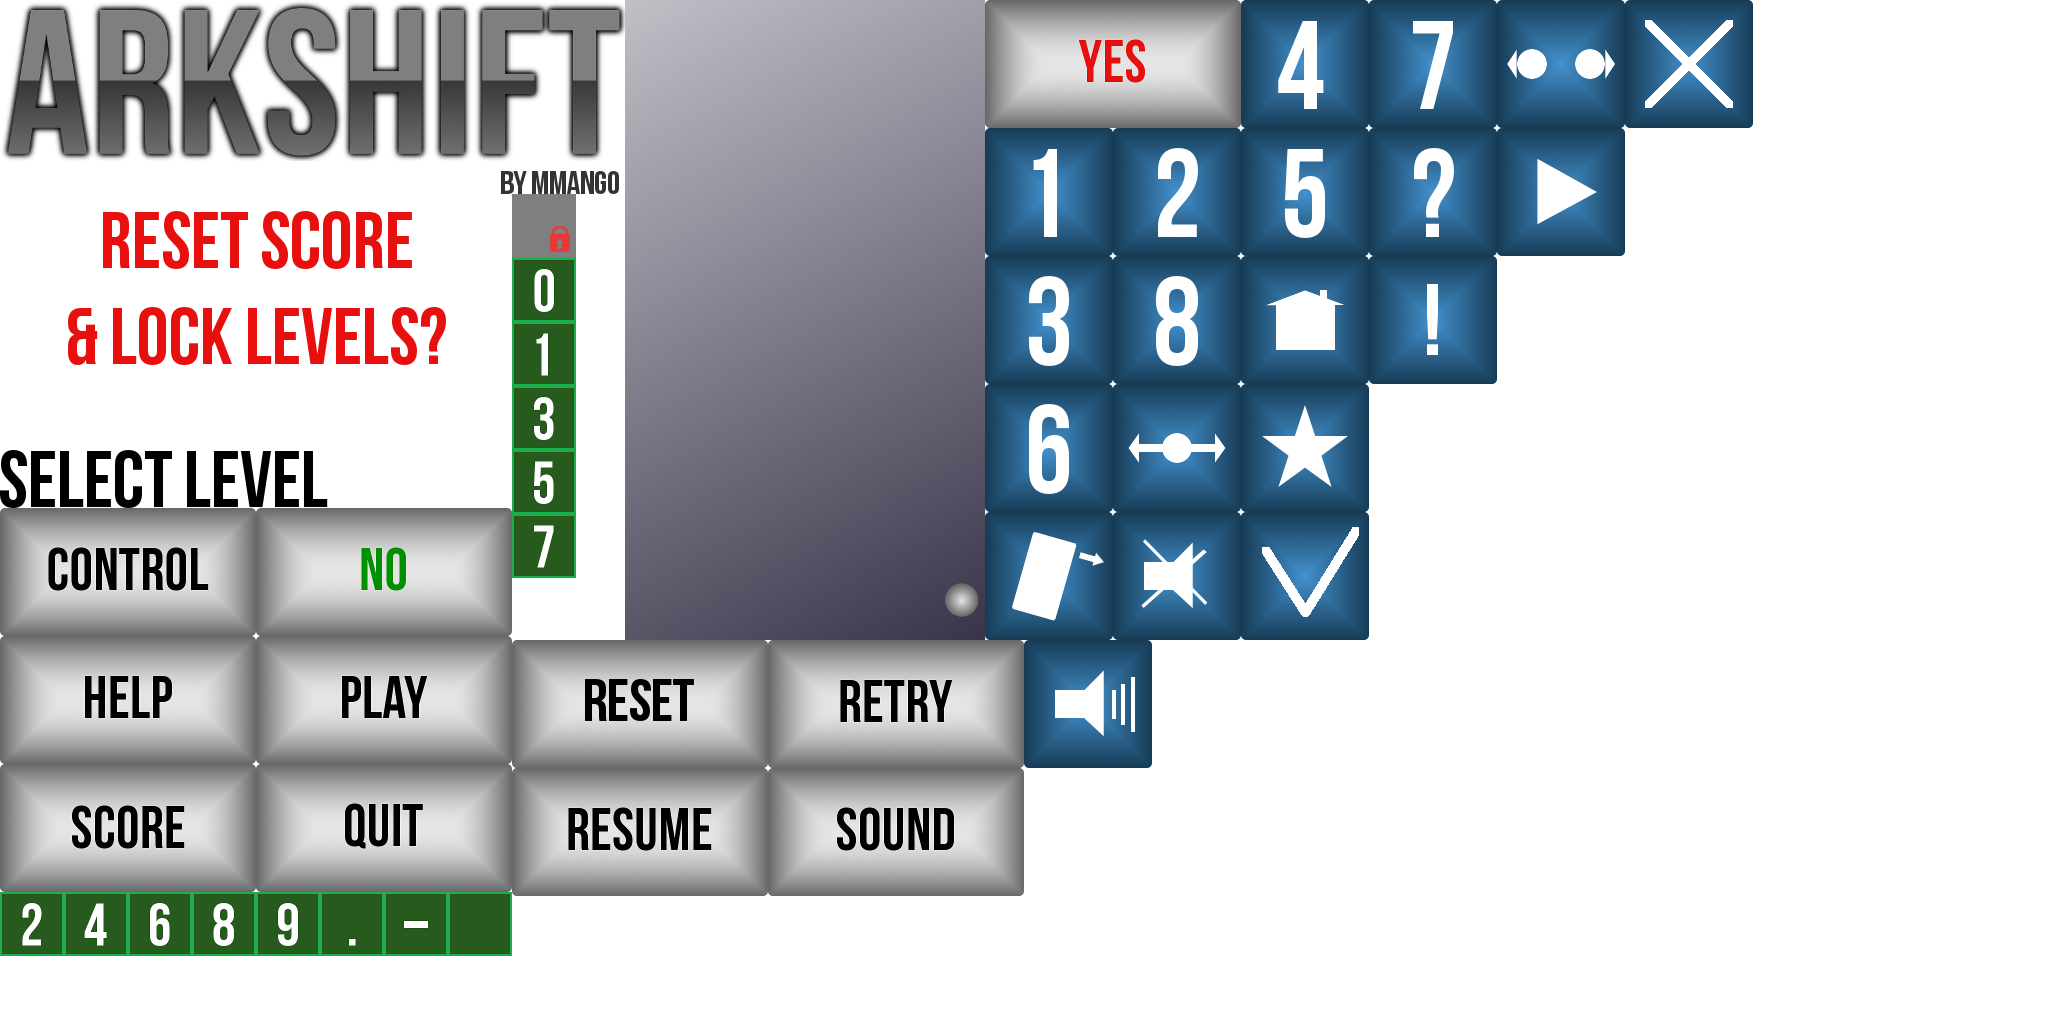 ARKSHIFT
BY MMANGO
RESET SCORE
& LOCK LEVELS?
SELECT LEVEL
CONTROL
NO
HELP
PLAY
SCORE
QUIT
2 4 6 8 9 . –
0
1
3
5
7
RESET
RETRY
RESUME
SOUND
YES
4
7
1
2
5
?
3
8
!
6